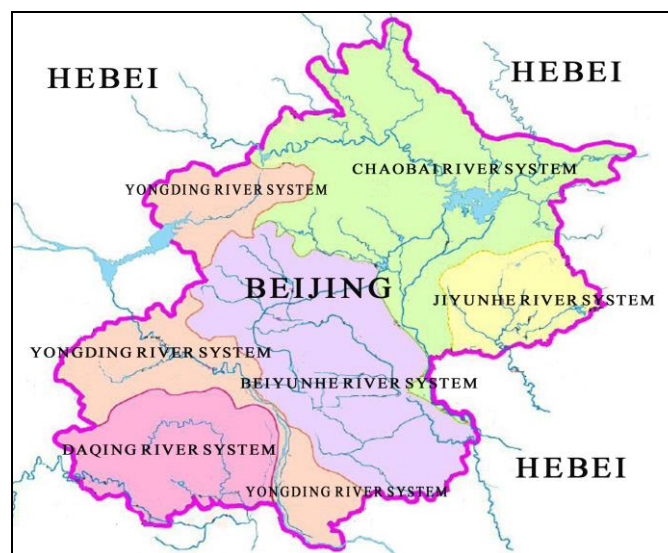 HEBEI
HEBEI
CHAOBAI RIVER SYSTEM
YONGDING RIVER SYSTEM
BEIJING
JIYUNHE RIVER SYSTEM
YONGDING RIVER SYSTEM
BEIYUNHE RIVER SYSTEM
DAQING RIVER SYSTEM
HEBEI
YONGDING RIVER SYSTEM